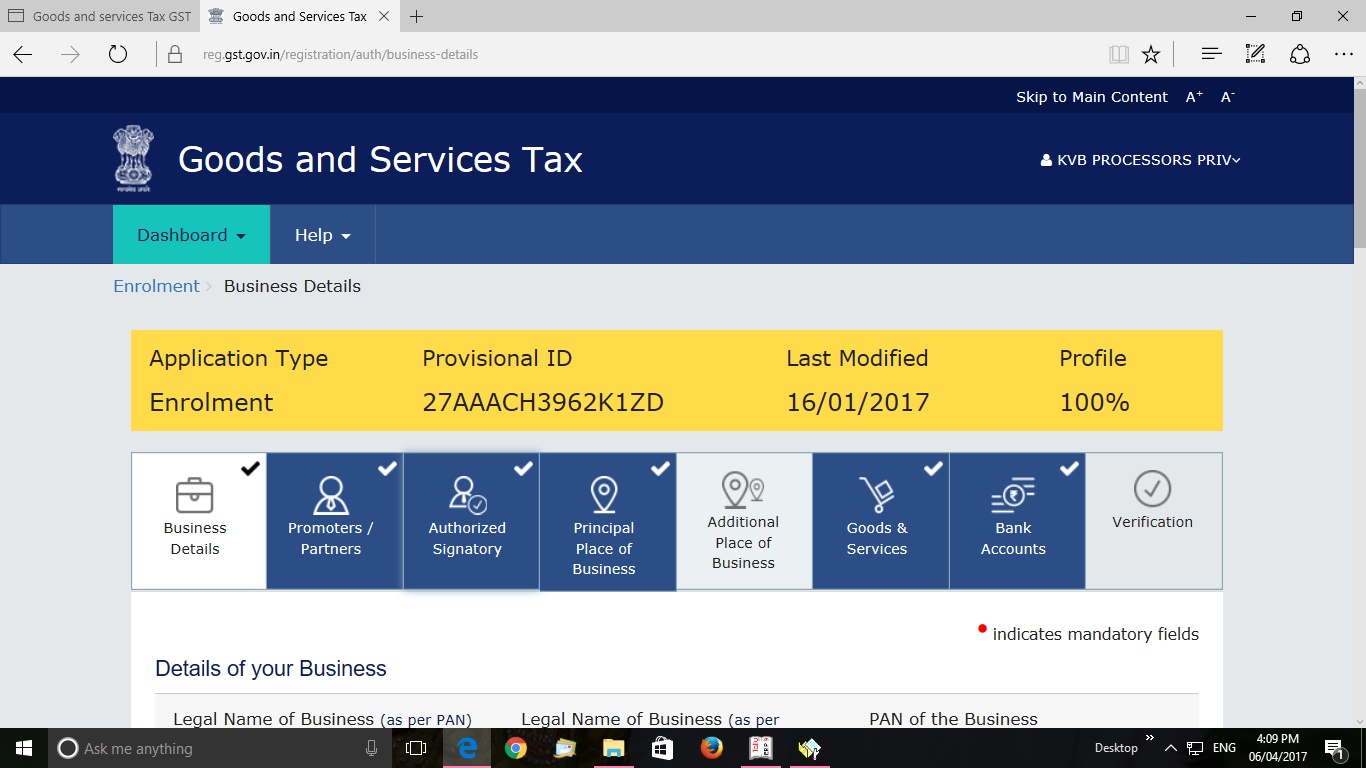 Goods and services Tax GST
Goods and Services Tax
reg.gst.gov.in/registration/auth/business-details
Skip to Main Content A+ A-
Goods and Services Tax
KVB PROCESSORS PRIV
Dashboard
Help
Enrolment
Business Details
Application Type Provisional ID Last Modified Profile
Enrolment 27AAACH3962K1ZD 16/01/2017 100%
Business
Details
Promoters /
Partners
Authorized
Signatory
Principal
Place of
Business
Additional
Place of
Business
Goods &
Services
Bank
Accounts
Verification
• indicates mandatory fields
Details of your Business
Legal Name of Business (as per PAN) Legal Name of Business (as per PAN of the Business
Ask me anything
Desktop
ENG
4:09 PM
06/04/2017
1